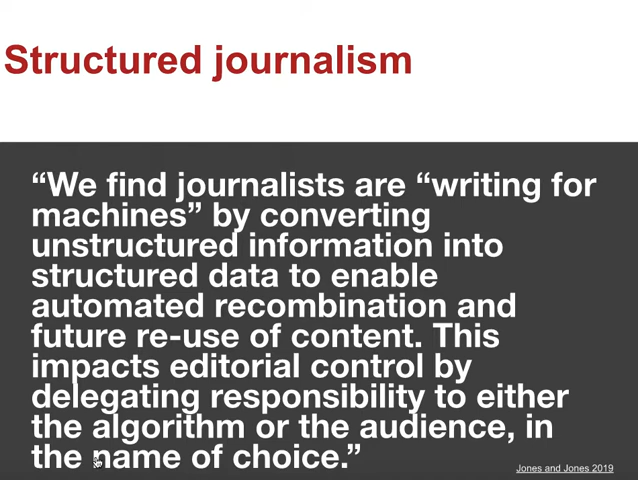 Structured journalism
“We find journalists are “writing for
machines” by converting
unstructured information into
structured data to enable
automated recombination and
future re-use of content. This
impacts editorial control by
delegating responsibility to either
the algorithm or the audience, in
the name of choice.”
Jones and Jones 2019